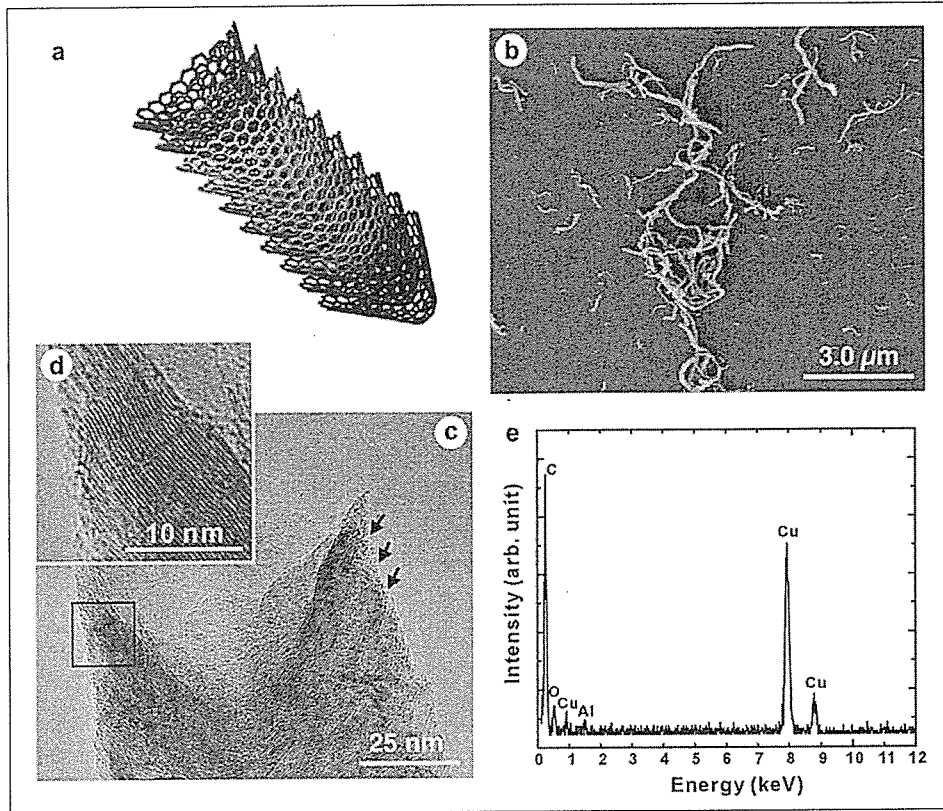 a
b
3.0 µm
d
10 nm
c
25 nm
e
C
O
Cu
Al
Cu
Cu
Intensity (arb. unit)
0 1 2 3 4 5 6 7 8 9 10 11 12
Energy (keV)